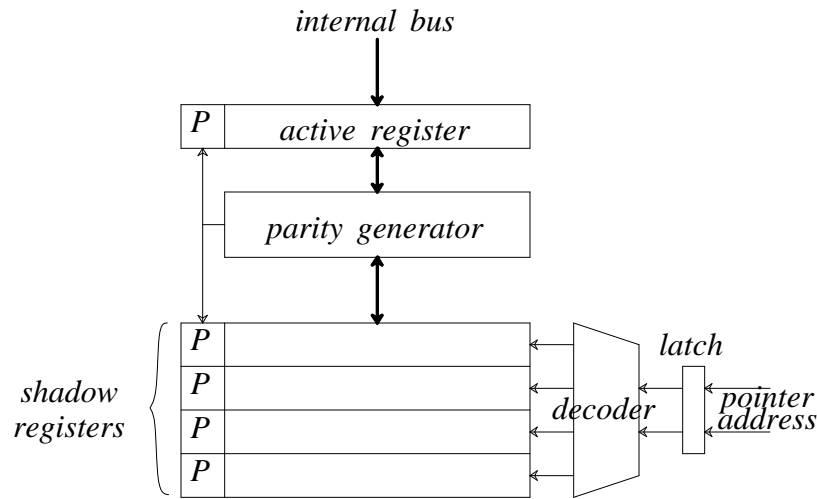 internal bus
P
active register
parity generator
P
P
P
P
shadow
registers
decoder
latch
pointer
address